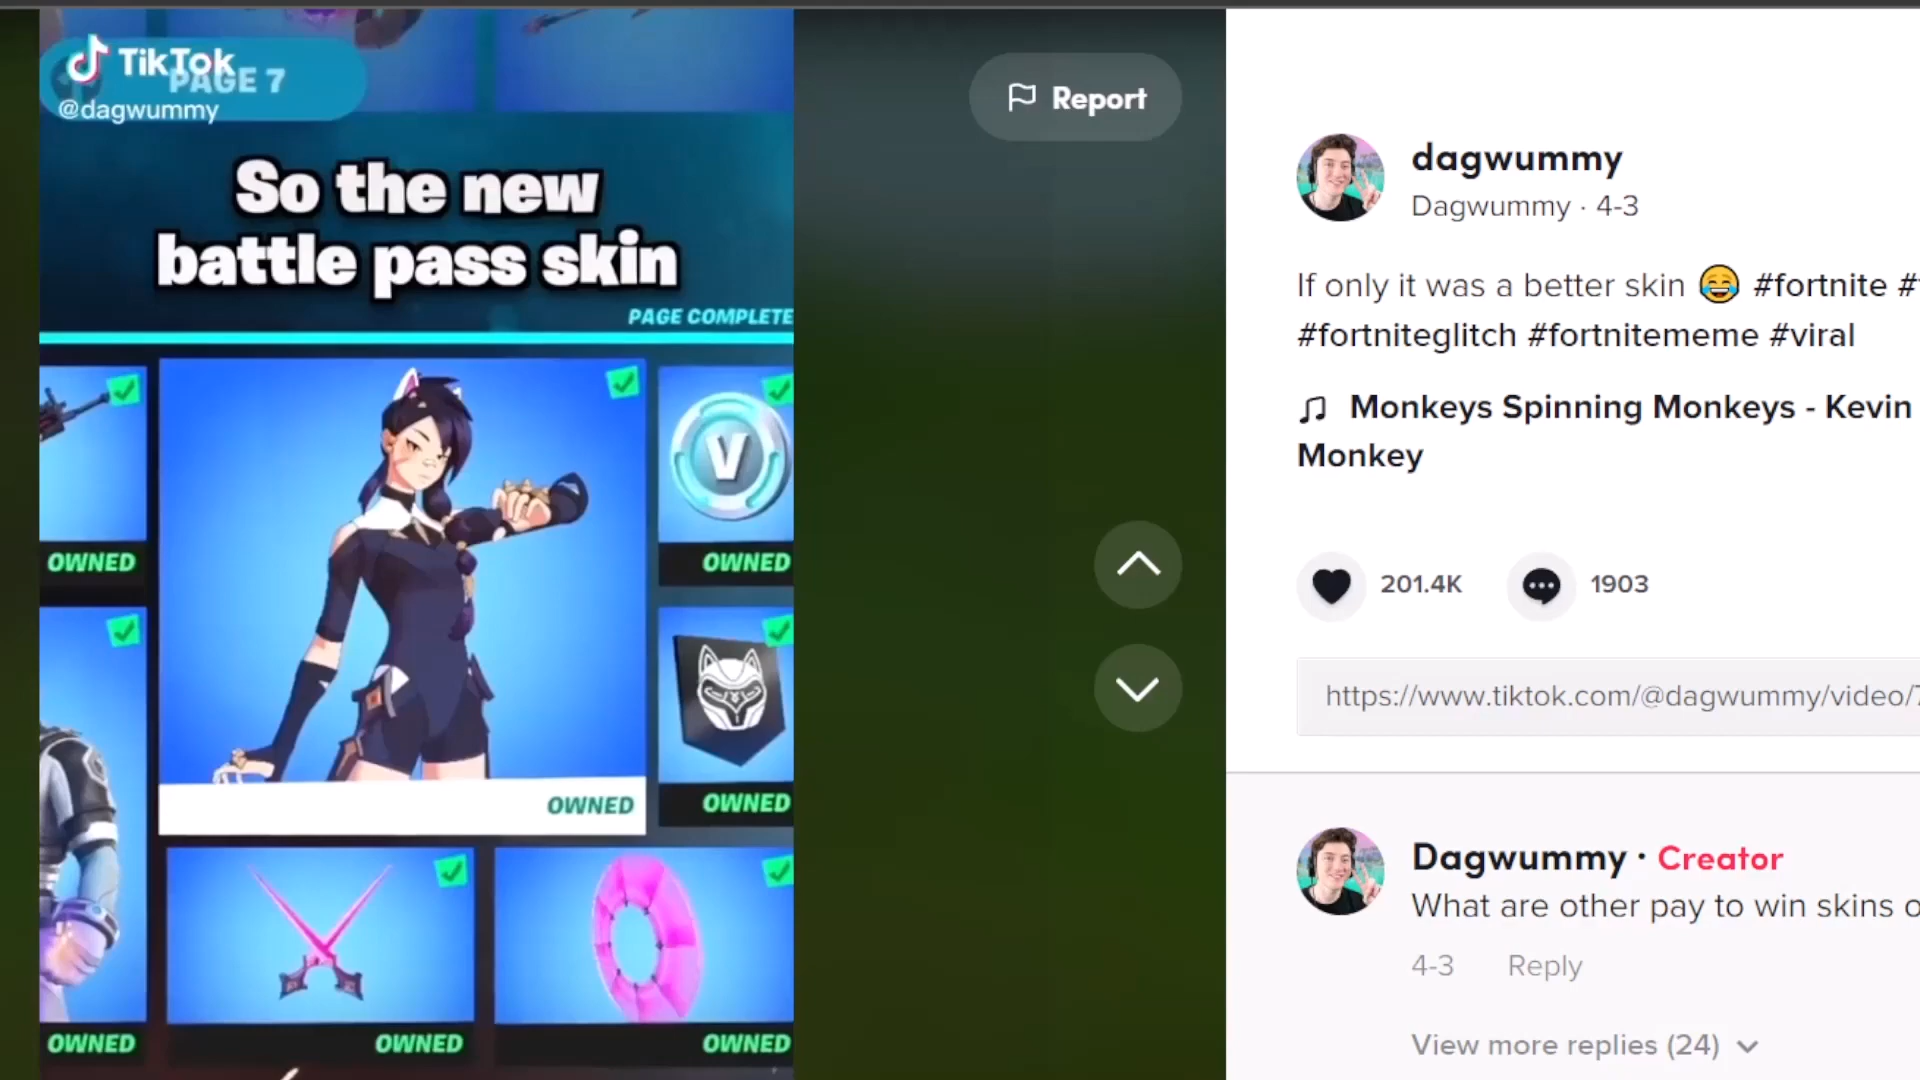 TikTok
PAGE 7
@dagwummy
So the new
battle pass skin
PAGE COMPLETE
OWNED
OWNED
OWNED
OWNED
OWNED
OWNED
OWNED
Report
dagwummy
Dagwummy · 4-3
If only it was a better skin 😂 #fortnite #
#fortniteglitch #fortnitememe #viral
Monkeys Spinning Monkeys - Kevin
Monkey
201.4K
1903
https://www.tiktok.com/@dagwummy/video/7
Dagwummy · Creator
What are other pay to win skins o
4-3 Reply
View more replies (24)